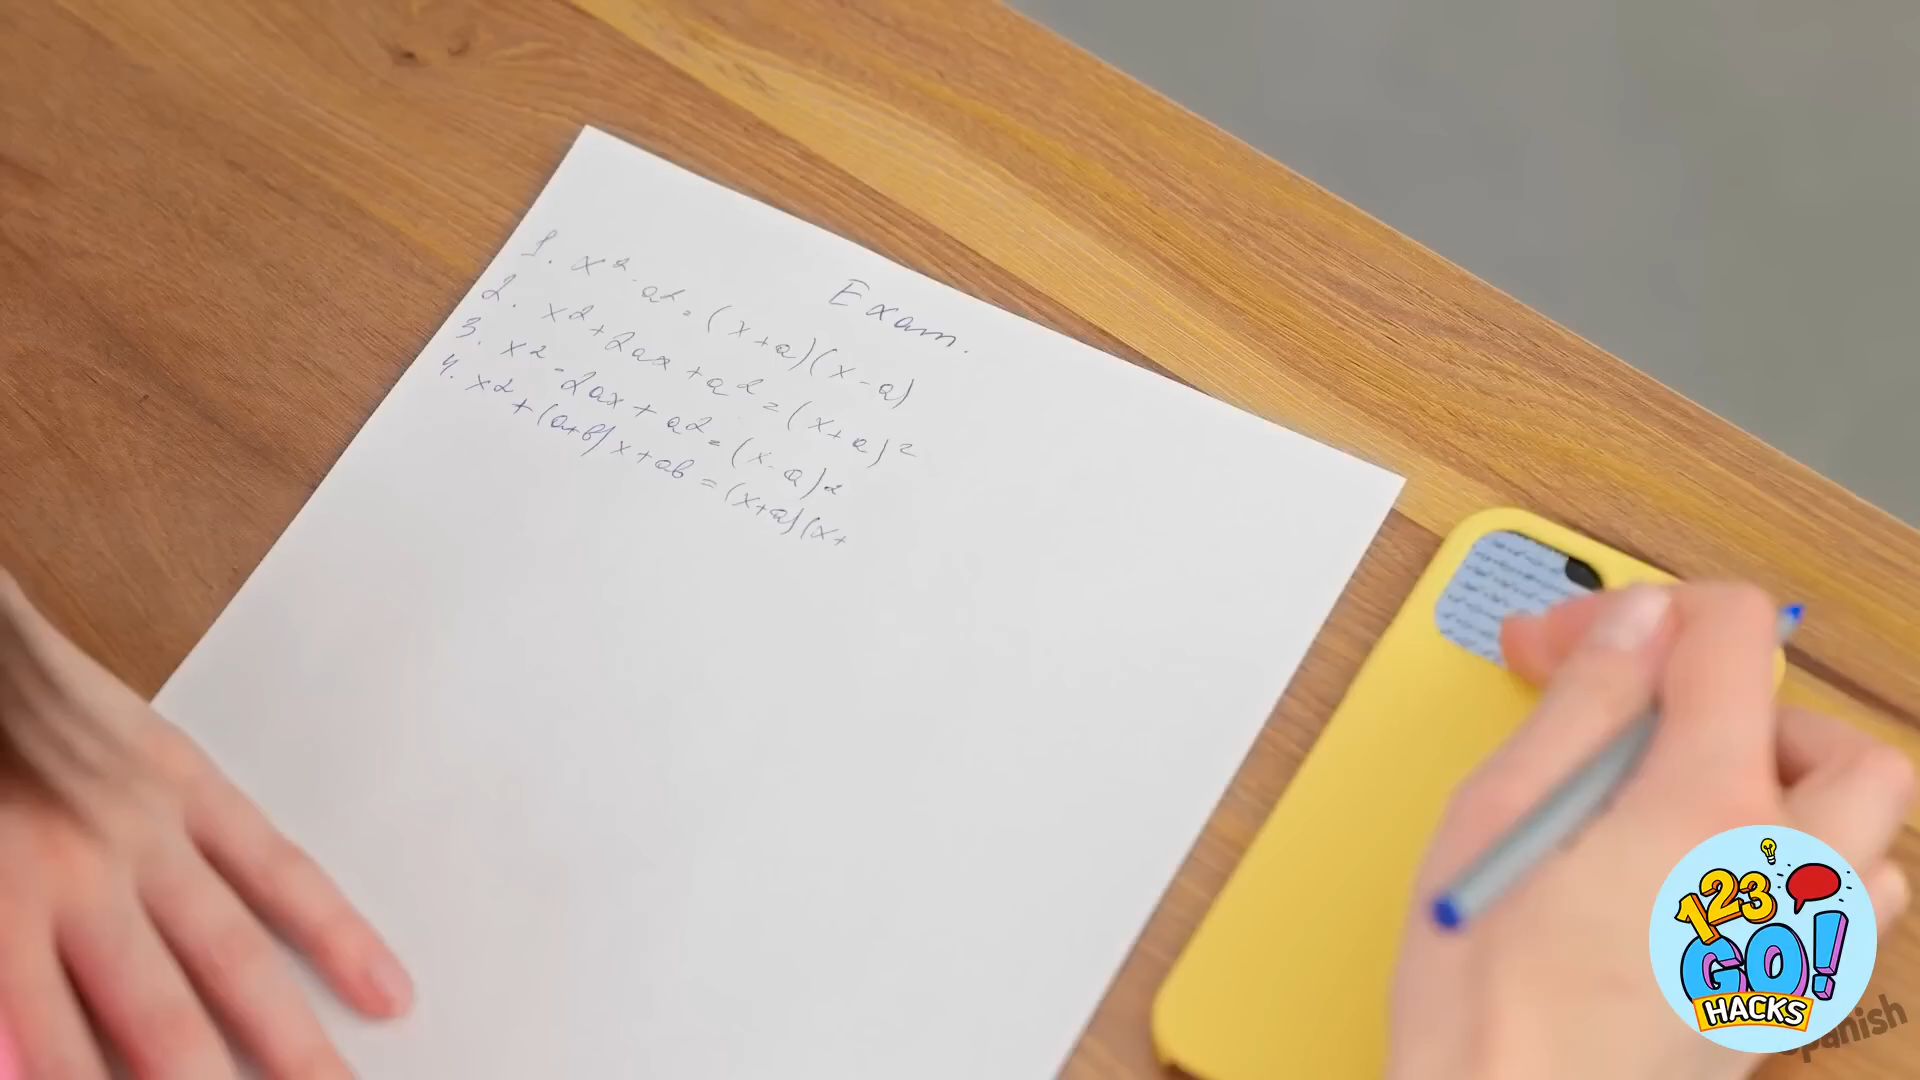 Exam.
1. x² - a² = (x+a)(x-a)
2. x² + 2ax + a² = (x+a)²
3. x² - 2ax + a² = (x-a)²
4. x² + (a+b)x + ab = (x+a)(x+
123
GO!
HACKS